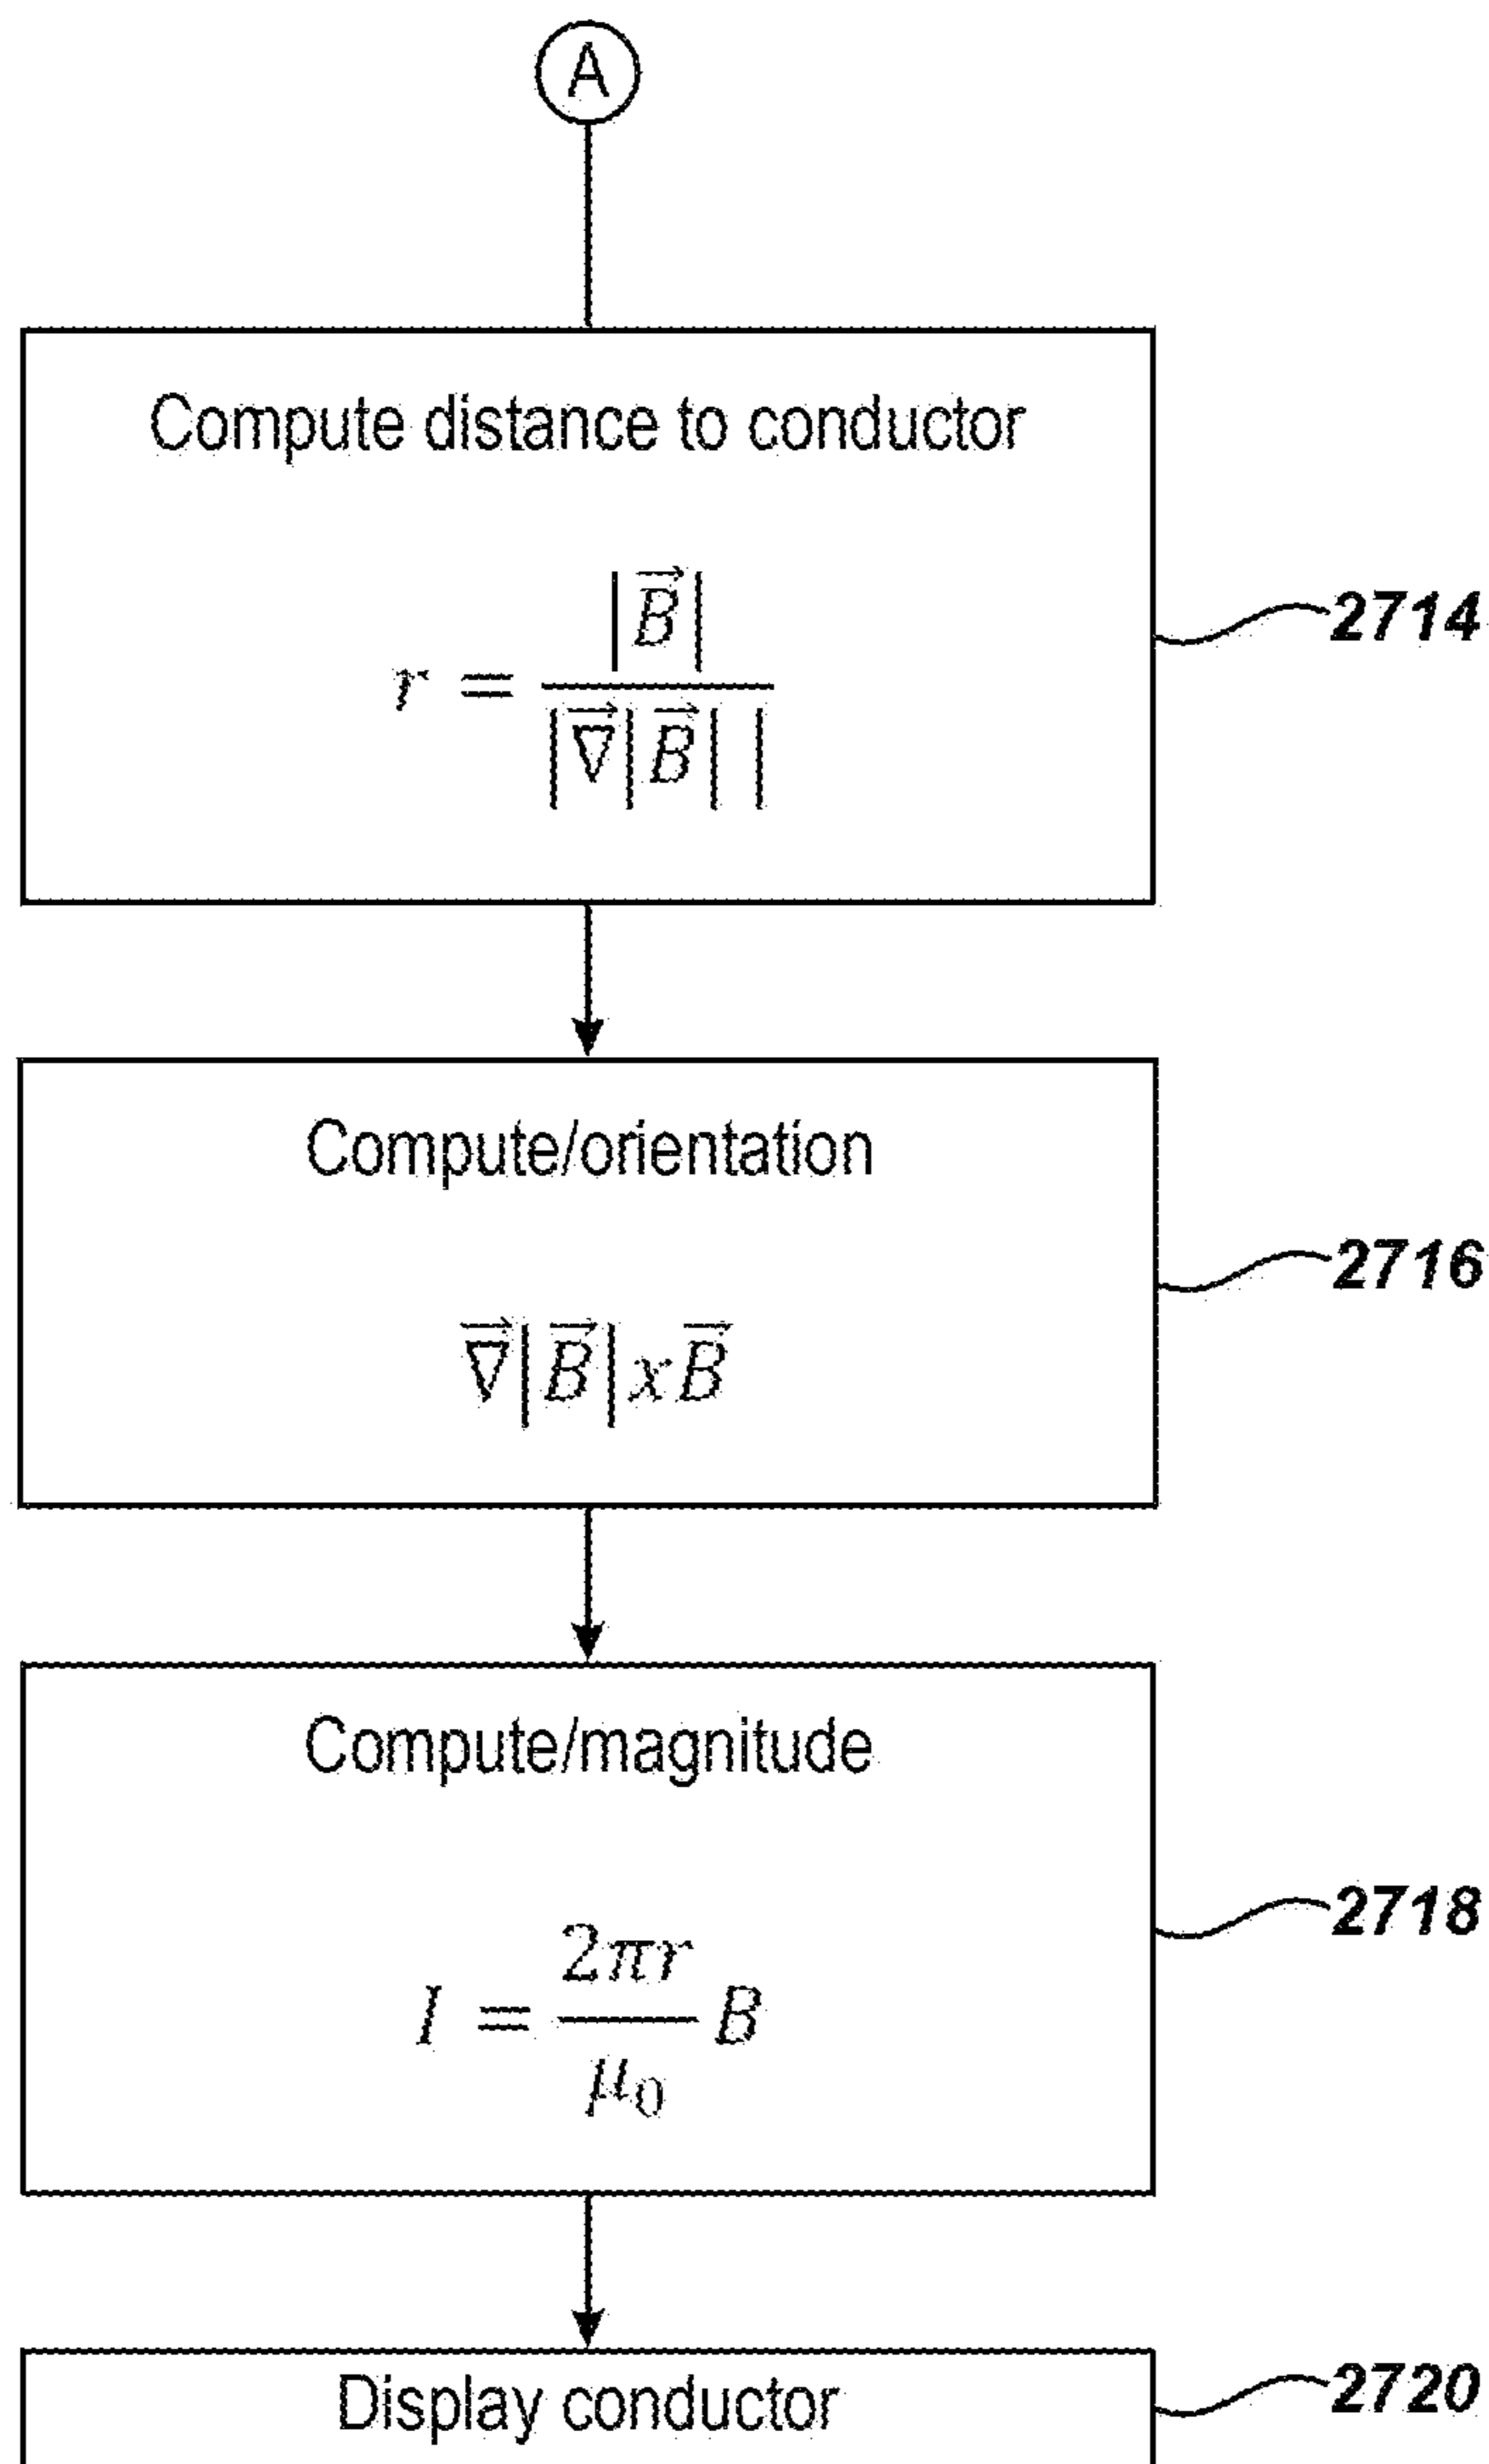 A
Compute distance to conductor
r = |B⃗| / |∇⃗|B⃗||
2714
Compute/orientation
∇⃗|B⃗|xB⃗
2716
Compute/magnitude
I = 2πr/μ₀ B
2718
Display conductor
2720